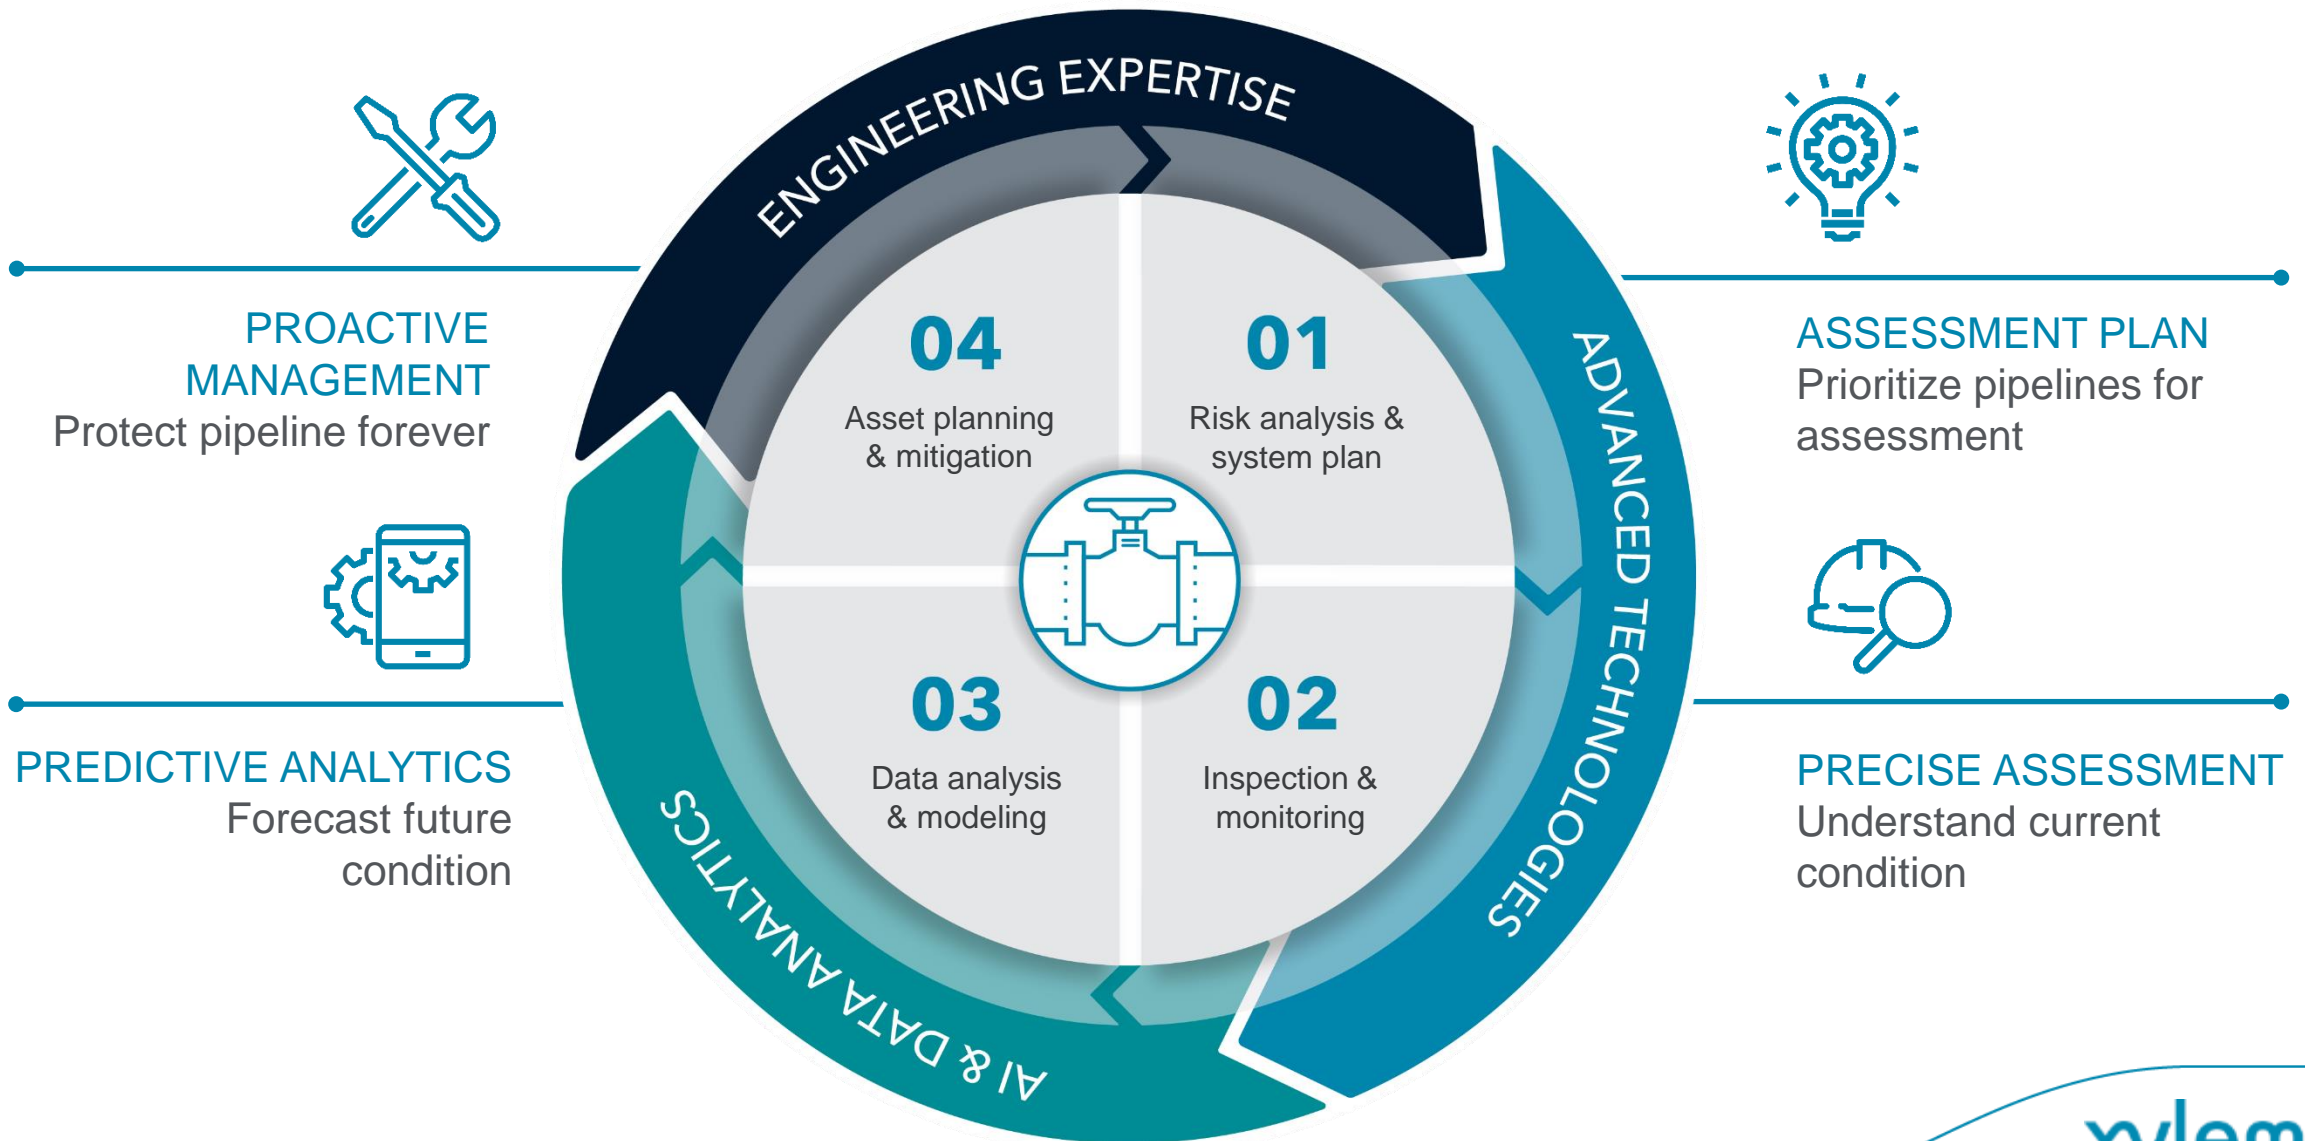 ENGINEERING EXPERTISE
ADVANCED TECHNOLOGIES
AI & DATA ANALYTICS
PROACTIVE
MANAGEMENT
Protect pipeline forever
04
Asset planning
& mitigation
01
Risk analysis &
system plan
ASSESSMENT PLAN
Prioritize pipelines for
assessment
PREDICTIVE ANALYTICS
Forecast future
condition
03
Data analysis
& modeling
02
Inspection &
monitoring
PRECISE ASSESSMENT
Understand current
condition
xylem